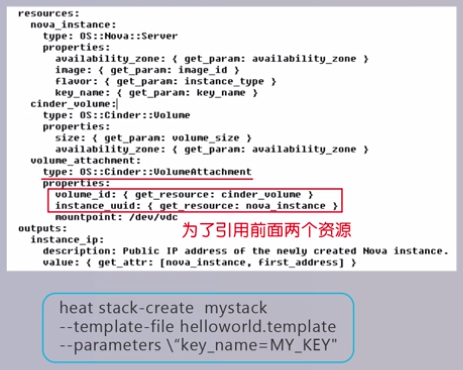 resources:
  nova_instance:
    type: OS::Nova::Server
    properties:
      availability_zone: { get_param: availability_zone }
      image: { get_param: image_id }
      flavor: { get_param: instance_type }
      key_name: { get_param: key_name }
  cinder_volume:
    type: OS::Cinder::Volume
    properties:
      size: { get_param: volume_size }
      availability_zone: { get_param: availability_zone }
  volume_attachment:
    type: OS::Cinder::VolumeAttachment
    properties:
      volume_id: { get_resource: cinder_volume }
      instance_uuid: { get_resource: nova_instance }
      mountpoint: /dev/vdc
为了引用前面两个资源
outputs:
  instance_ip:
    description: Public IP address of the newly created Nova instance.
    value: { get_attr: [nova_instance, first_address] }
heat stack-create  mystack
--template-file helloworld.template
--parameters \“key_name=MY_KEY"